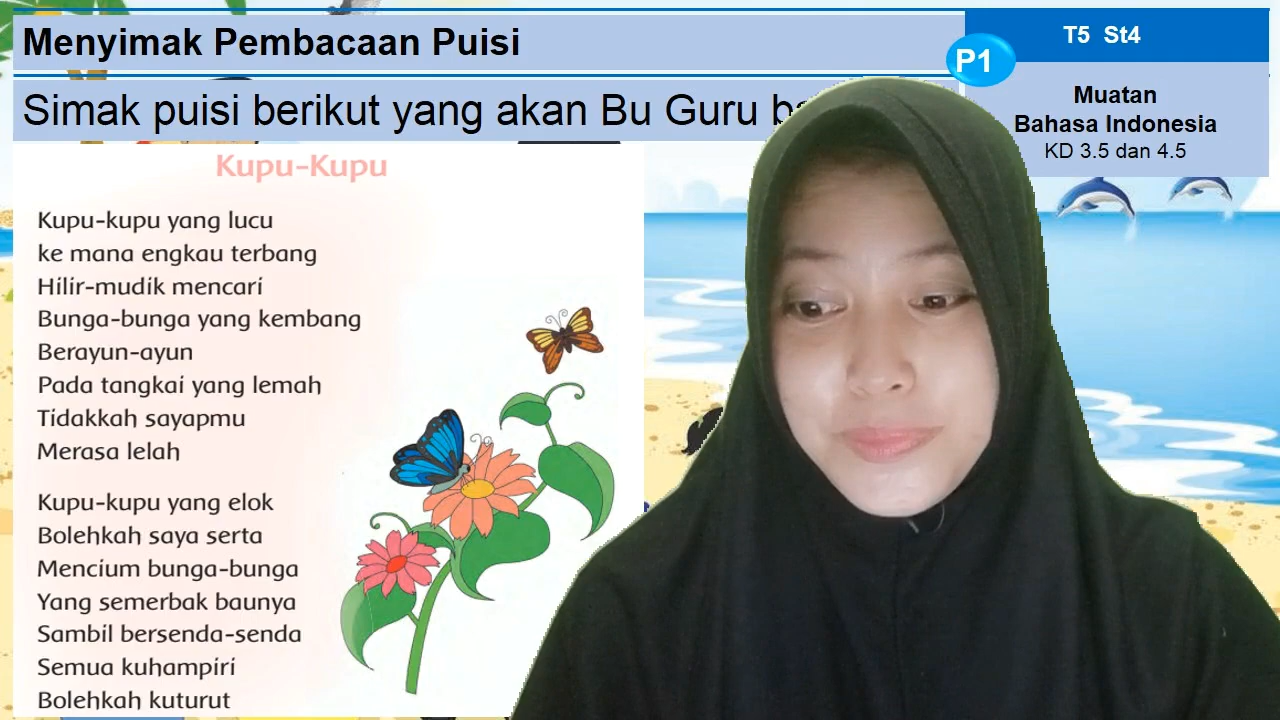 Menyimak Pembacaan Puisi
T5 St4
P1
Simak puisi berikut yang akan Bu Guru
Muatan
Bahasa Indonesia
KD 3.5 dan 4.5
Kupu-Kupu
Kupu-kupu yang lucu
ke mana engkau terbang
Hilir-mudik mencari
Bunga-bunga yang kembang
Berayun-ayun
Pada tangkai yang lemah
Tidakkah sayapmu
Merasa lelah
Kupu-kupu yang elok
Bolehkah saya serta
Mencium bunga-bunga
Yang semerbak baunya
Sambil bersenda-senda
Semua kuhampiri
Bolehkah kuturut